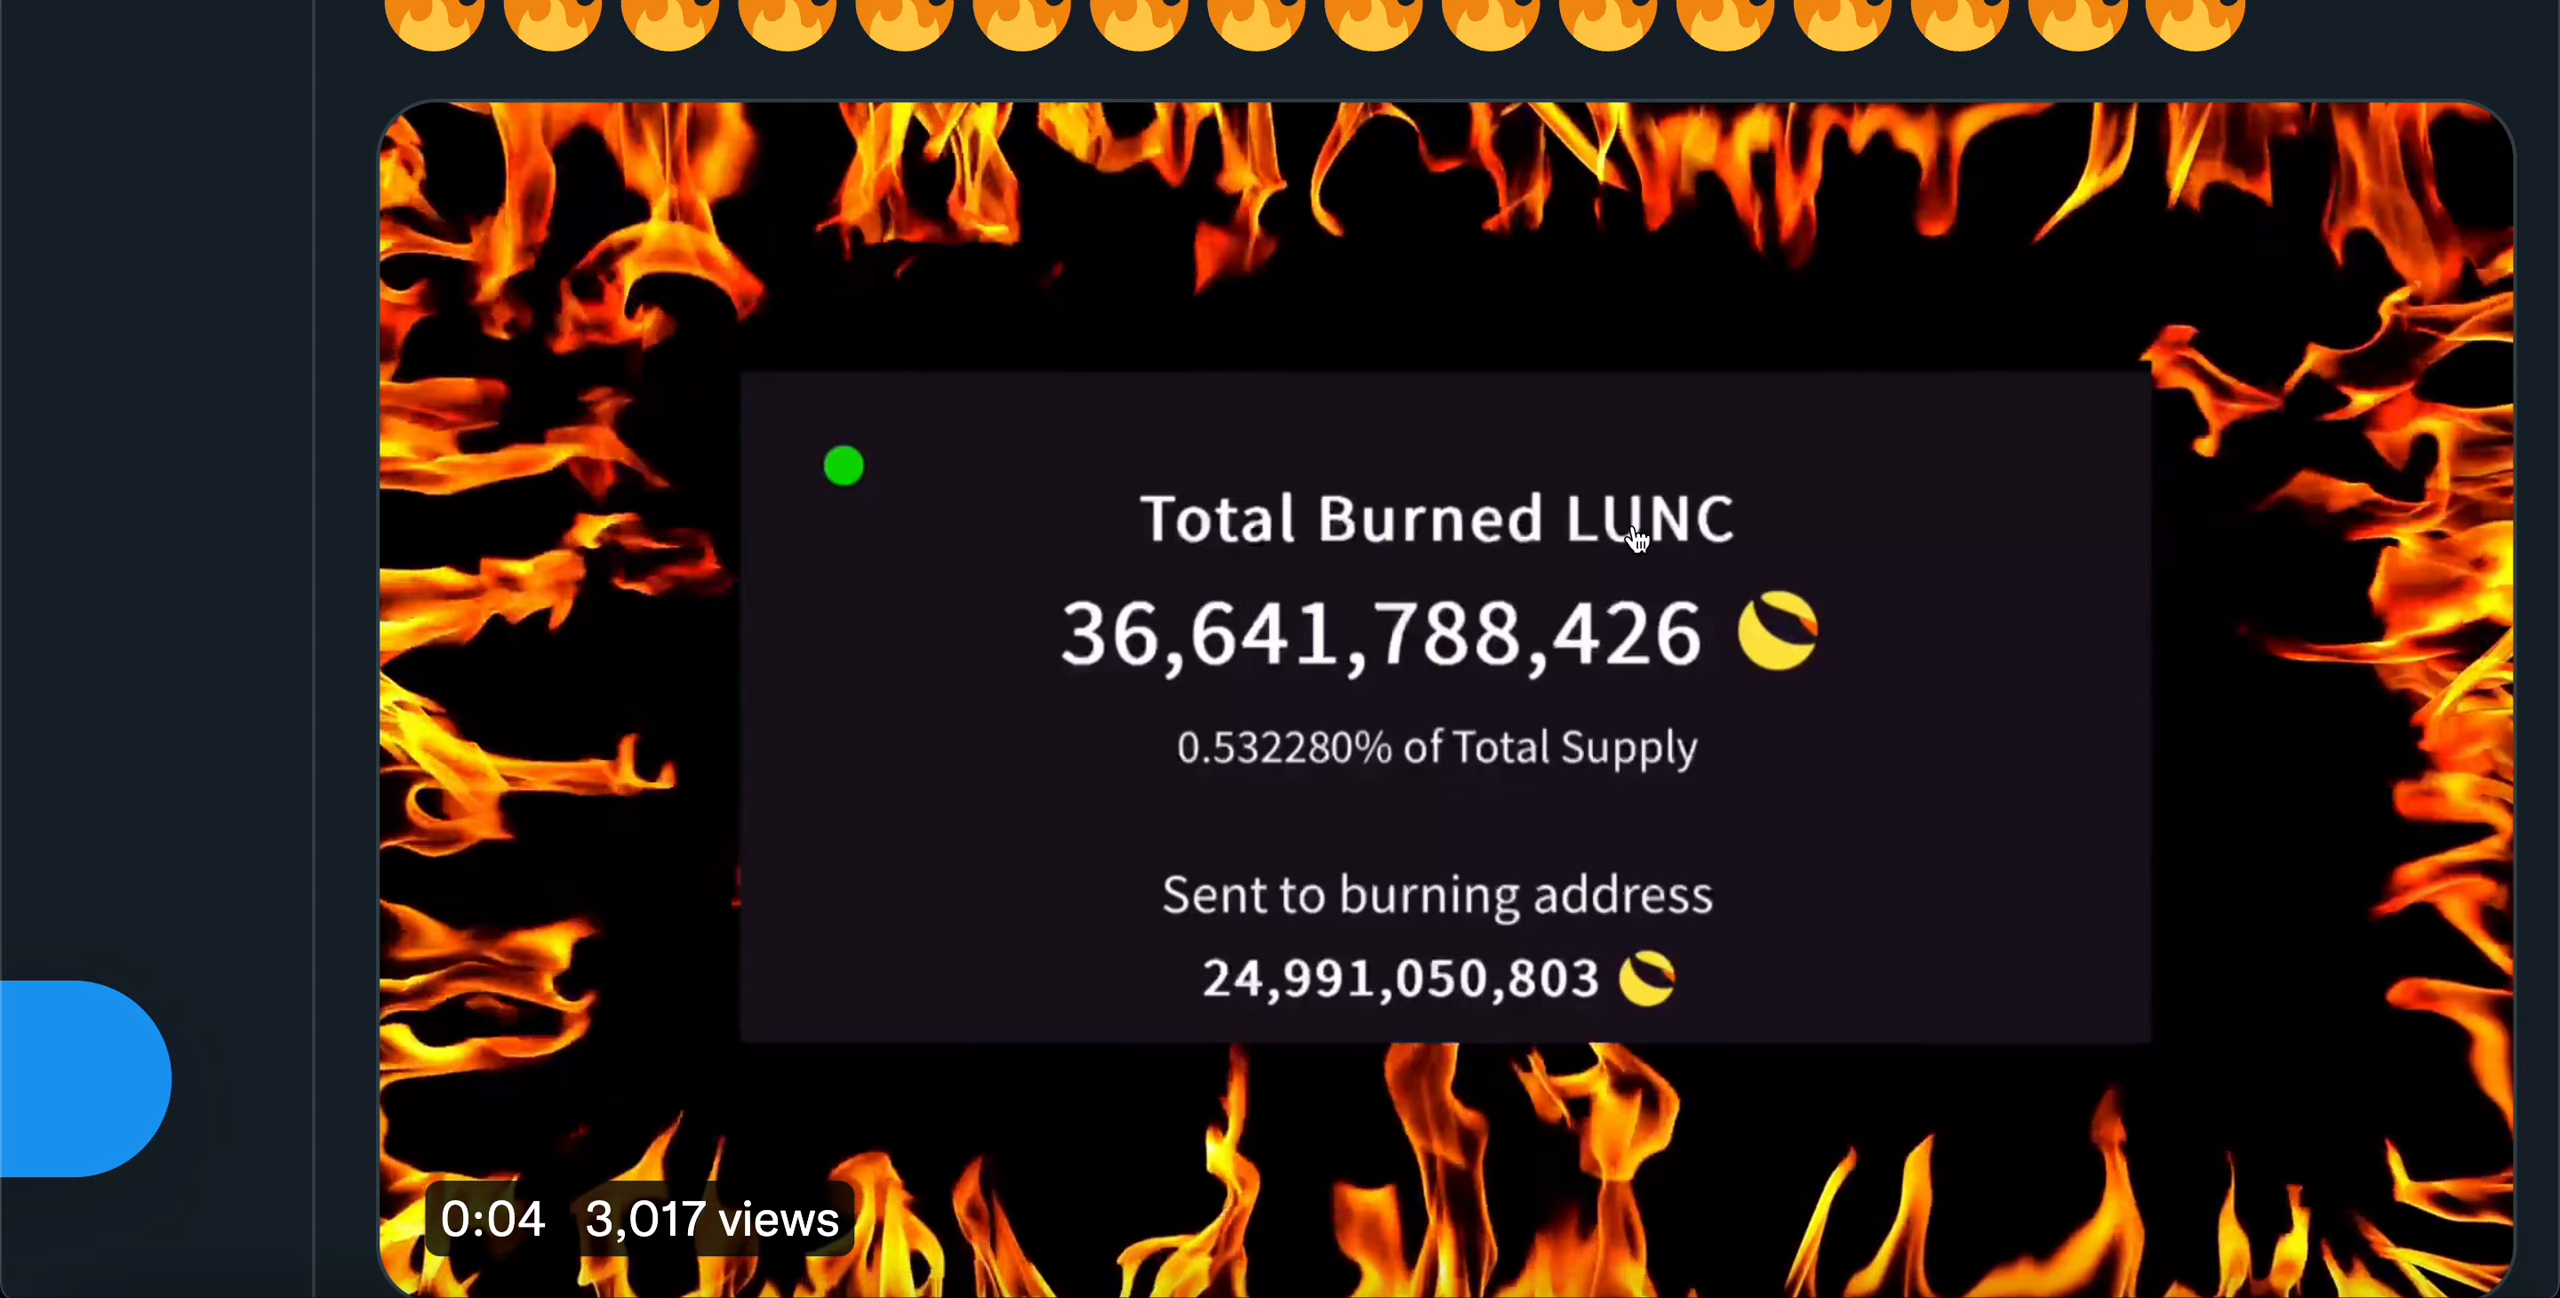 Total Burned LUNC
36,641,788,426
0.532280% of Total Supply
Sent to burning address
24,991,050,803
0:04 3,017 views